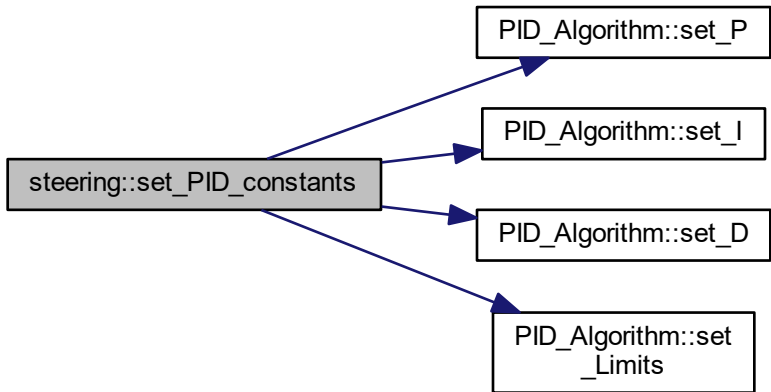 PID_Algorithm::set_P
PID_Algorithm::set_I
steering::set_PID_constants
PID_Algorithm::set_D
PID_Algorithm::set
_Limits